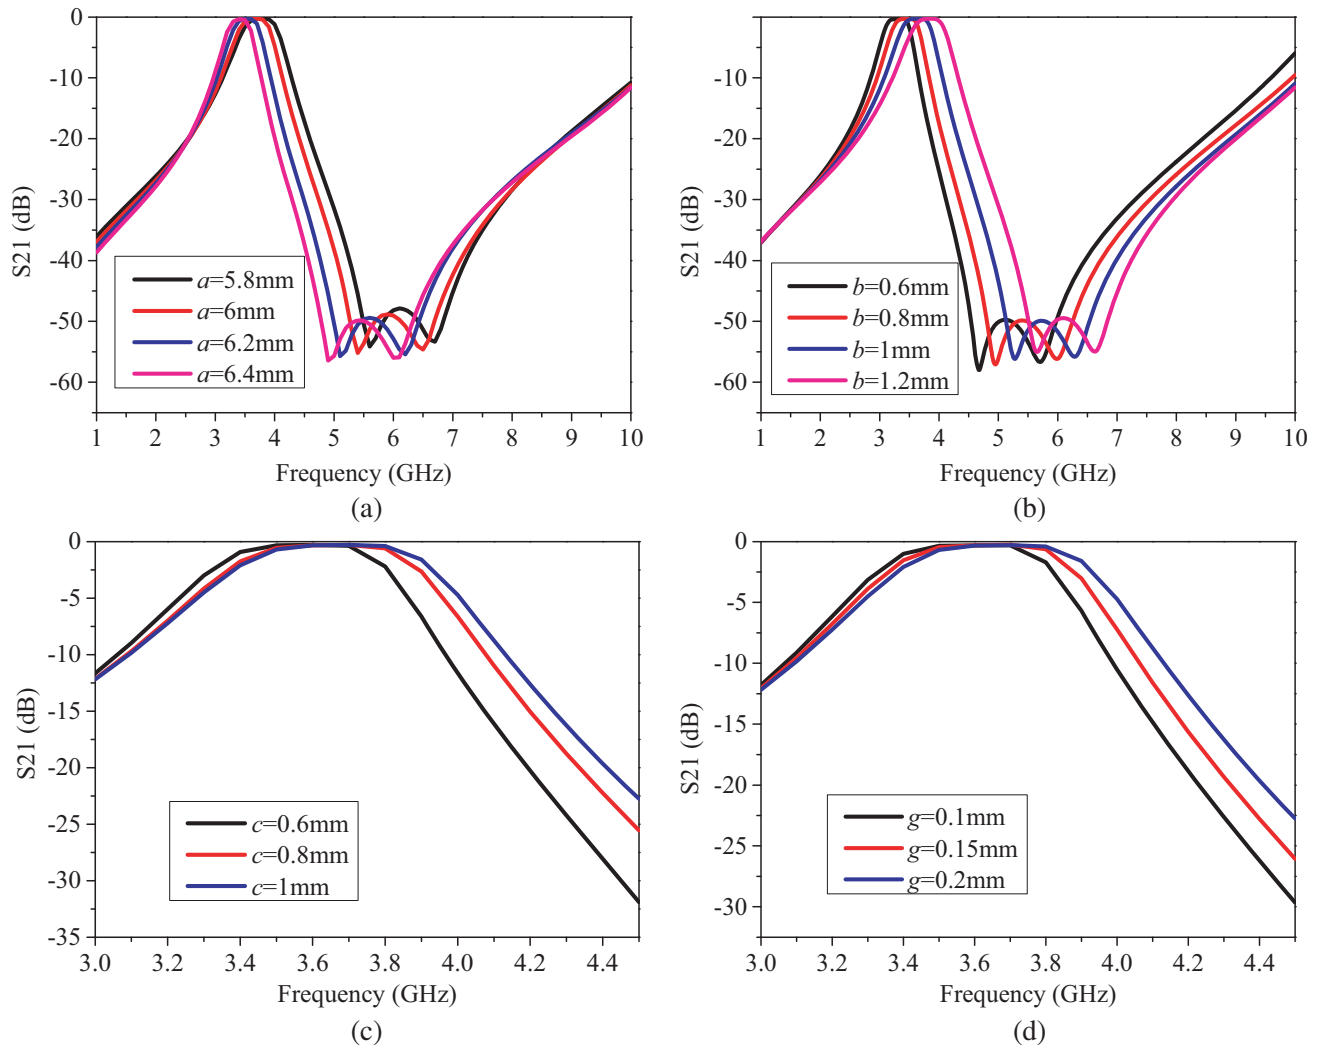 0
-10
-20
-30
-40
-50
-60
S21 (dB)
a=5.8mm
a=6mm
a=6.2mm
a=6.4mm
1 2 3 4 5 6 7 8 9 10
Frequency (GHz)
(a)
0
-10
-20
-30
-40
-50
-60
S21 (dB)
b=0.6mm
b=0.8mm
b=1mm
b=1.2mm
1 2 3 4 5 6 7 8 9 10
Frequency (GHz)
(b)
0
-5
-10
-15
-20
-25
-30
-35
S21 (dB)
c=0.6mm
c=0.8mm
c=1mm
3.0 3.2 3.4 3.6 3.8 4.0 4.2 4.4
Frequency (GHz)
(c)
0
-5
-10
-15
-20
-25
-30
S21 (dB)
g=0.1mm
g=0.15mm
g=0.2mm
3.0 3.2 3.4 3.6 3.8 4.0 4.2 4.4
Frequency (GHz)
(d)